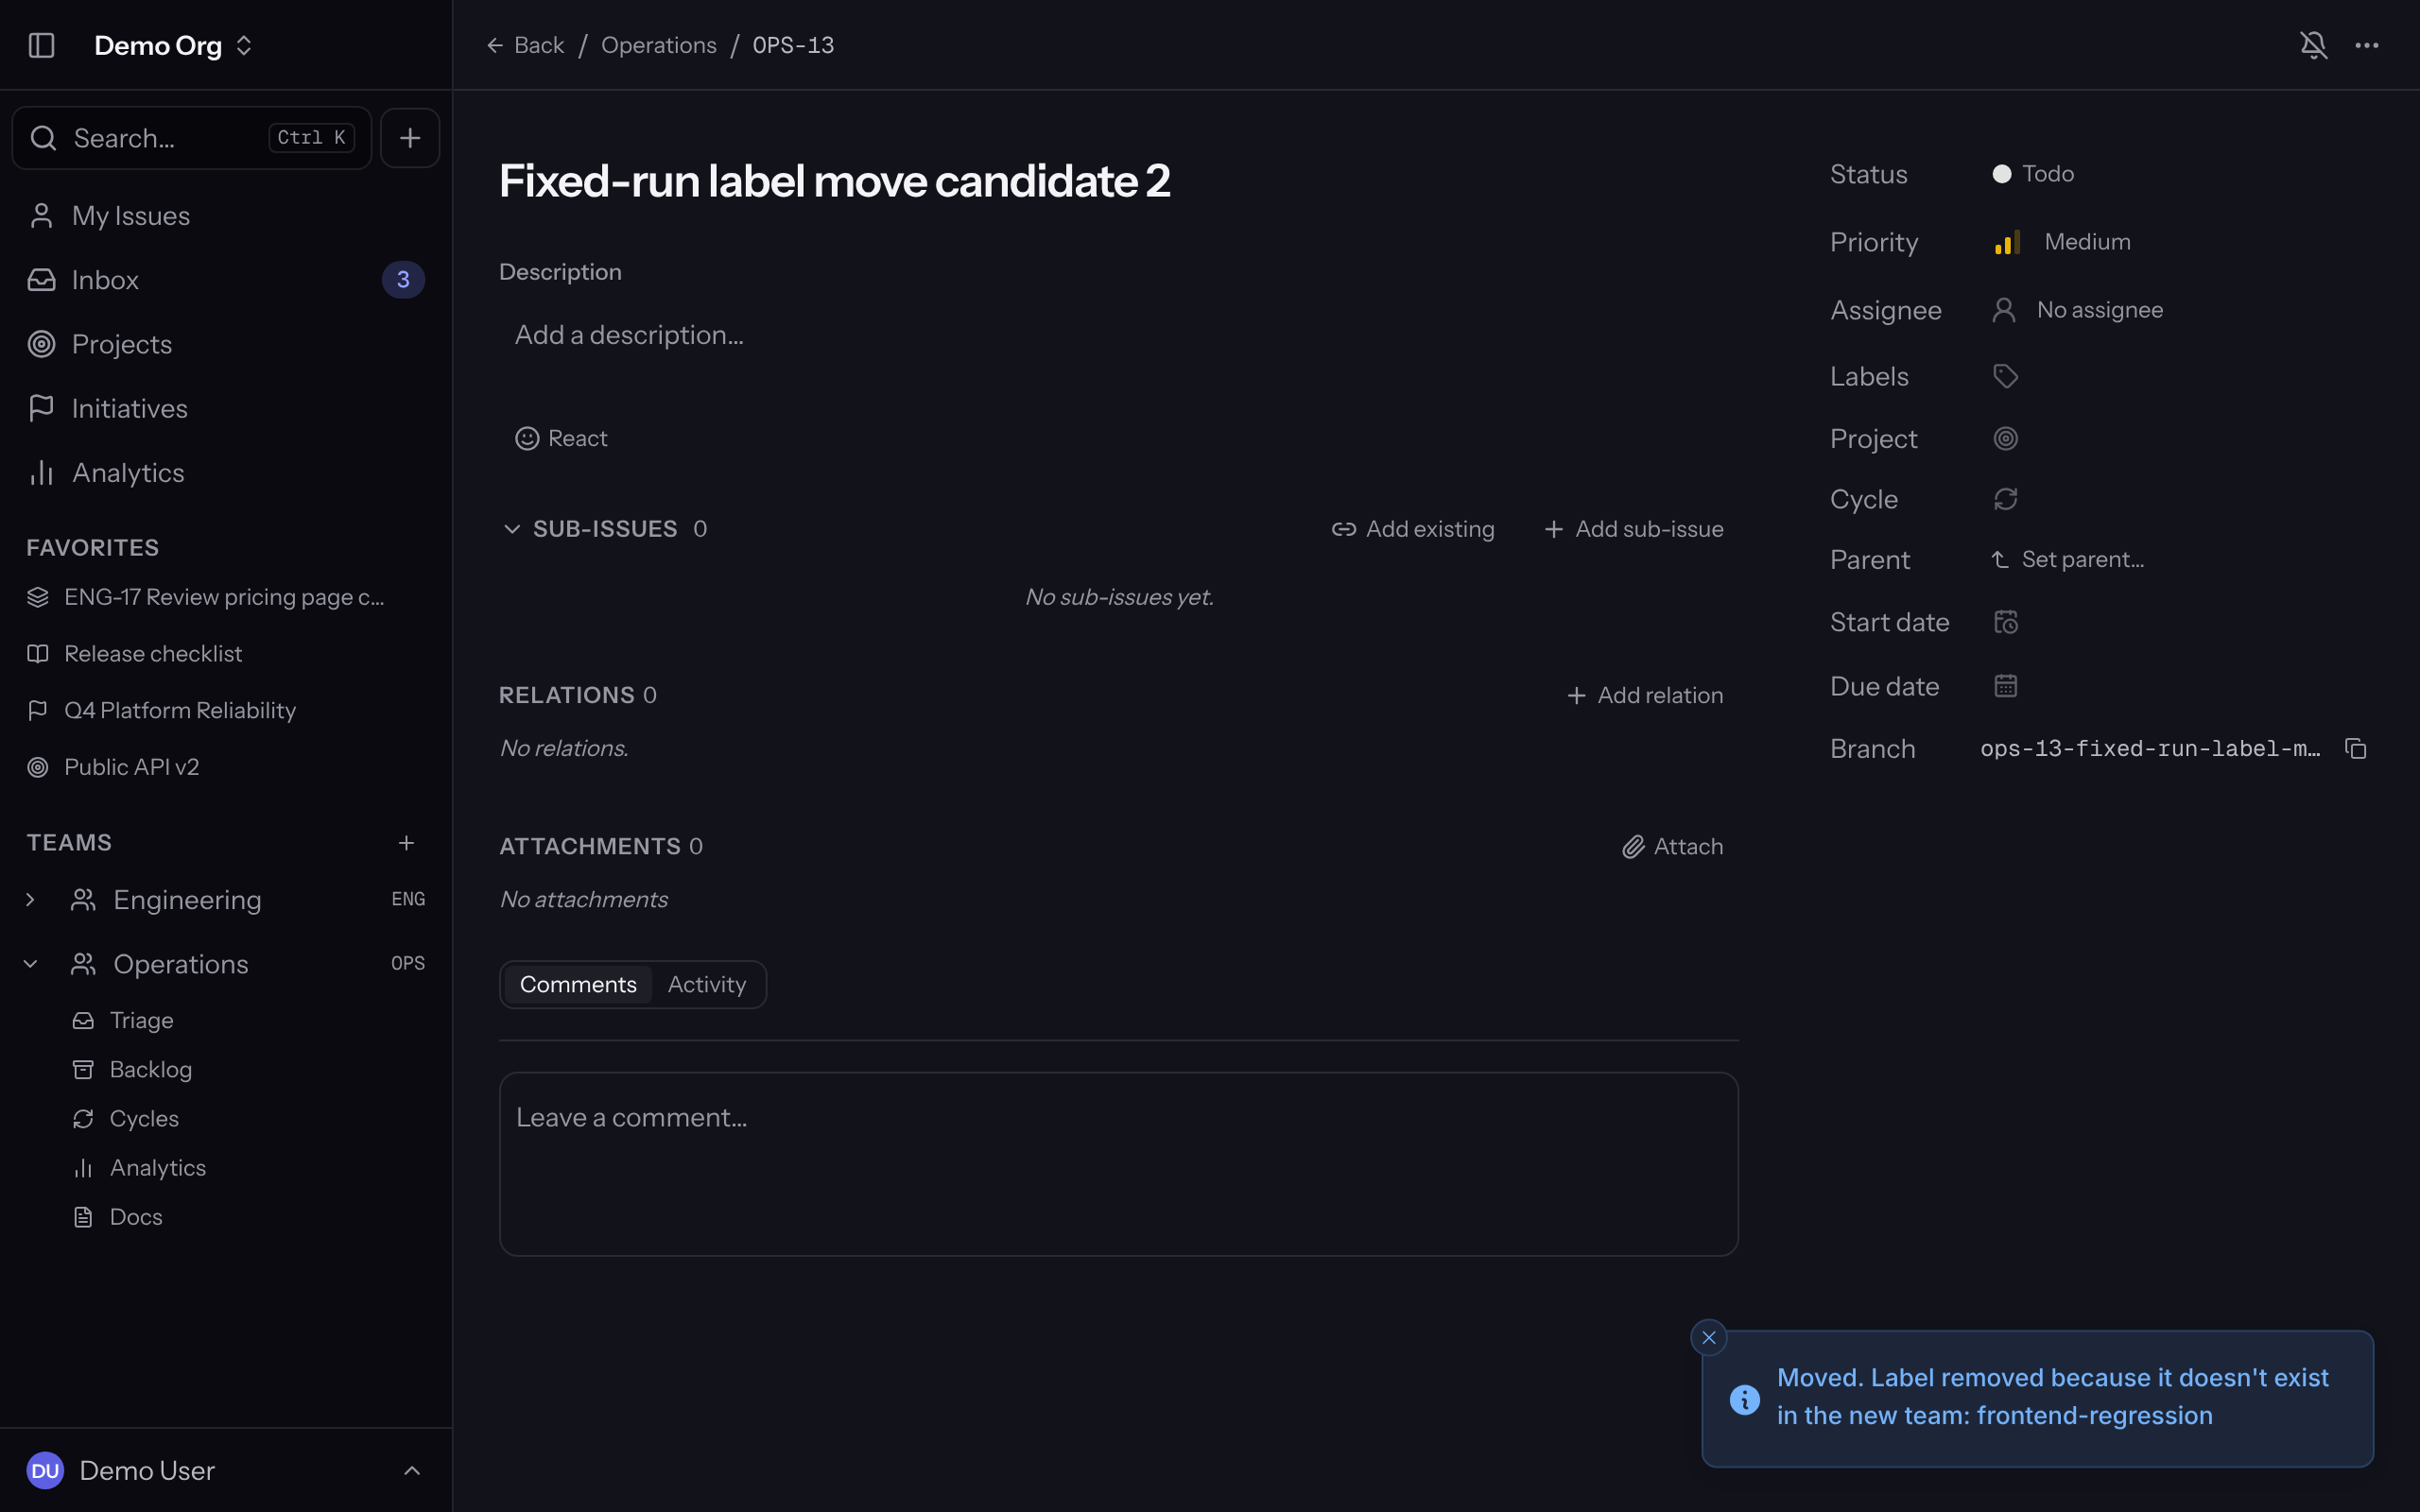 Demo Org
Search...
Ctrl K
My Issues
Inbox
3
Projects
Initiatives
Analytics
FAVORITES
ENG-17 Review pricing page c...
Release checklist
Q4 Platform Reliability
Public API v2
TEAMS
Engineering
ENG
Operations
OPS
Triage
Backlog
Cycles
Analytics
Docs
DU
Demo User
Back / Operations / OPS-13
Fixed-run label move candidate 2
Description
Add a description...
React
SUB-ISSUES 0
Add existing
Add sub-issue
No sub-issues yet.
RELATIONS 0
Add relation
No relations.
ATTACHMENTS 0
Attach
No attachments
Comments
Activity
Leave a comment...
Status
Todo
Priority
Medium
Assignee
No assignee
Labels
Project
Cycle
Parent
Set parent...
Start date
Due date
Branch
ops-13-fixed-run-label-m...
Moved. Label removed because it doesn't exist
in the new team: frontend-regression